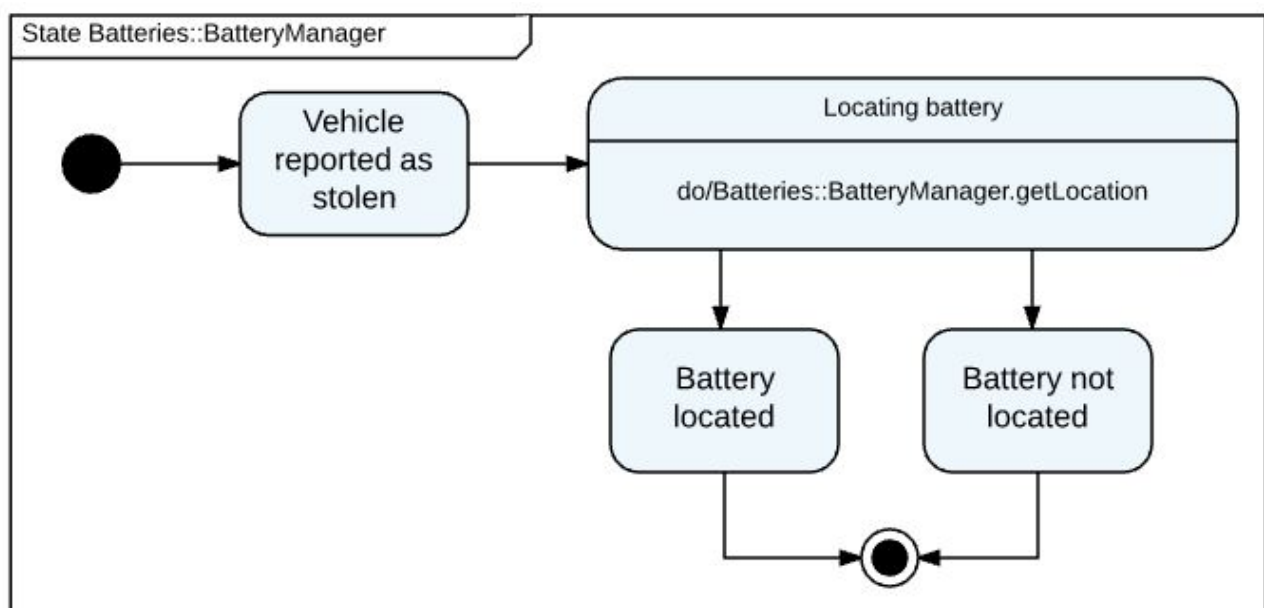 State Batteries::BatteryManager
Vehicle
reported as
stolen
Locating battery
do/Batteries::BatteryManager.getLocation
Battery
located
Battery not
located